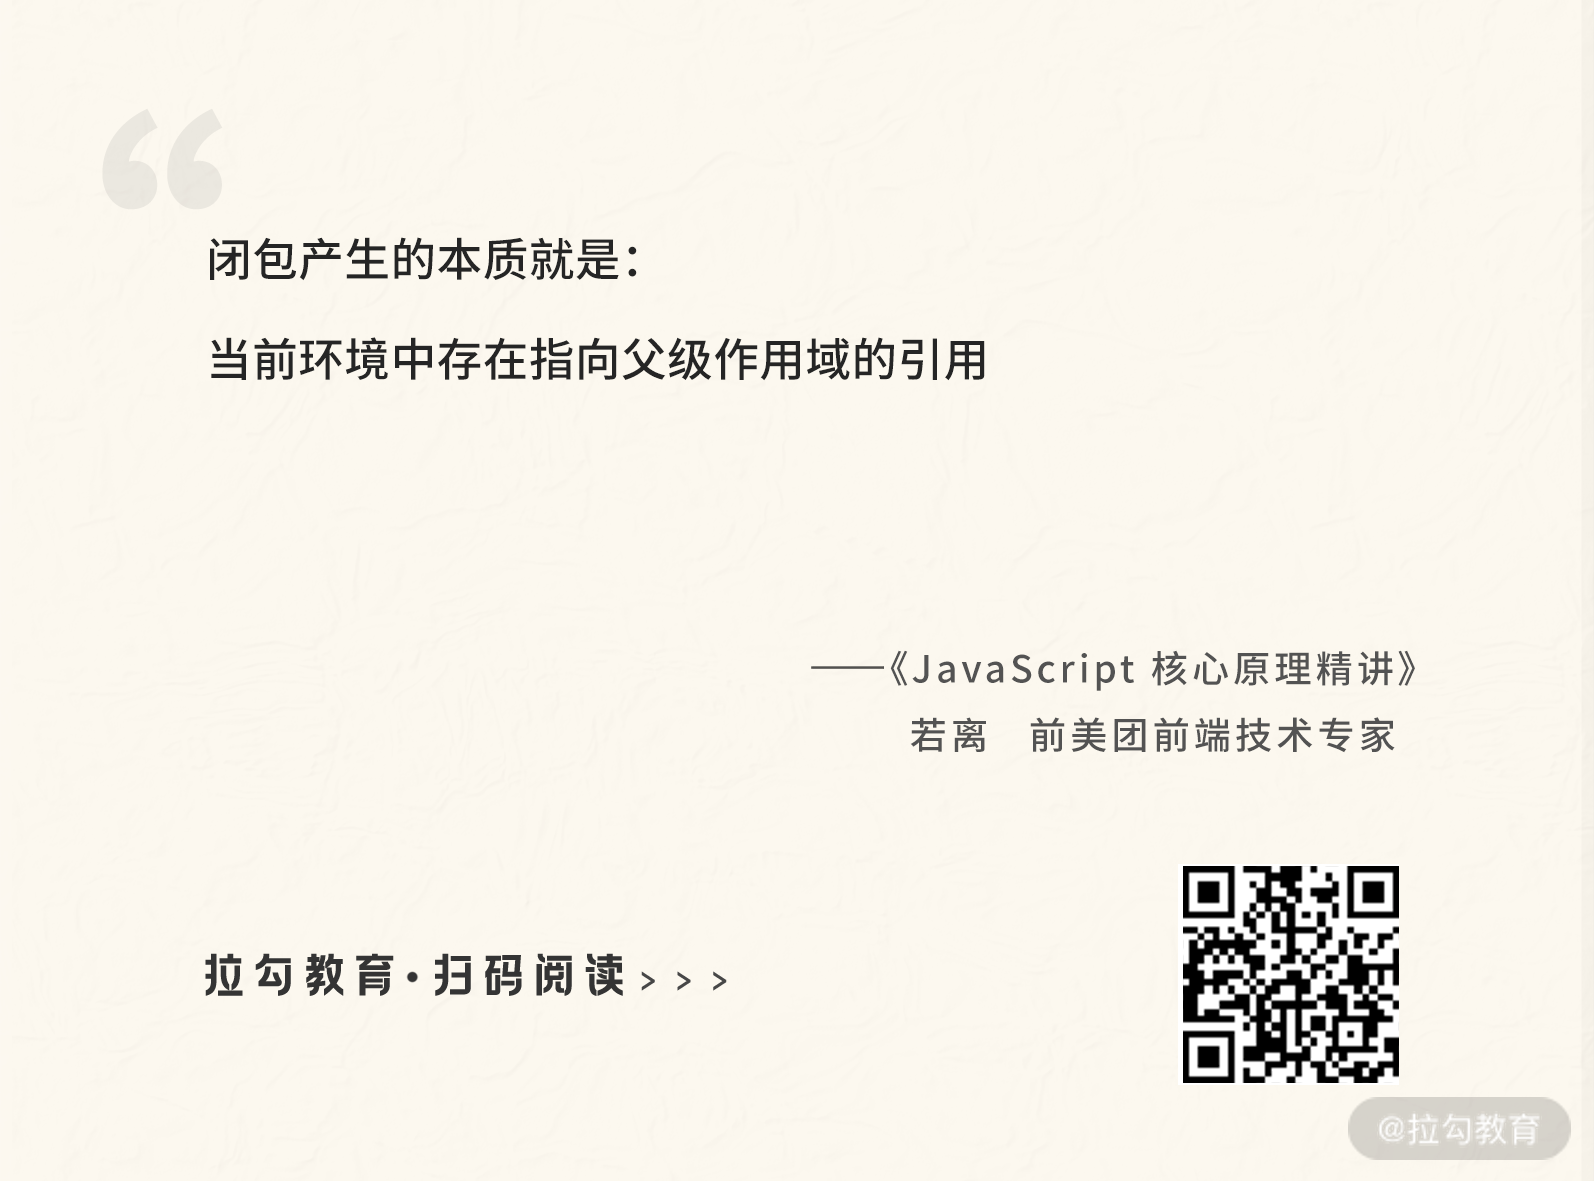 “
闭包产生的本质就是：
当前环境中存在指向父级作用域的引用
——《JavaScript 核心原理精讲》
若离 前美团前端技术专家
拉勾教育·扫码阅读>>>
@拉勾教育